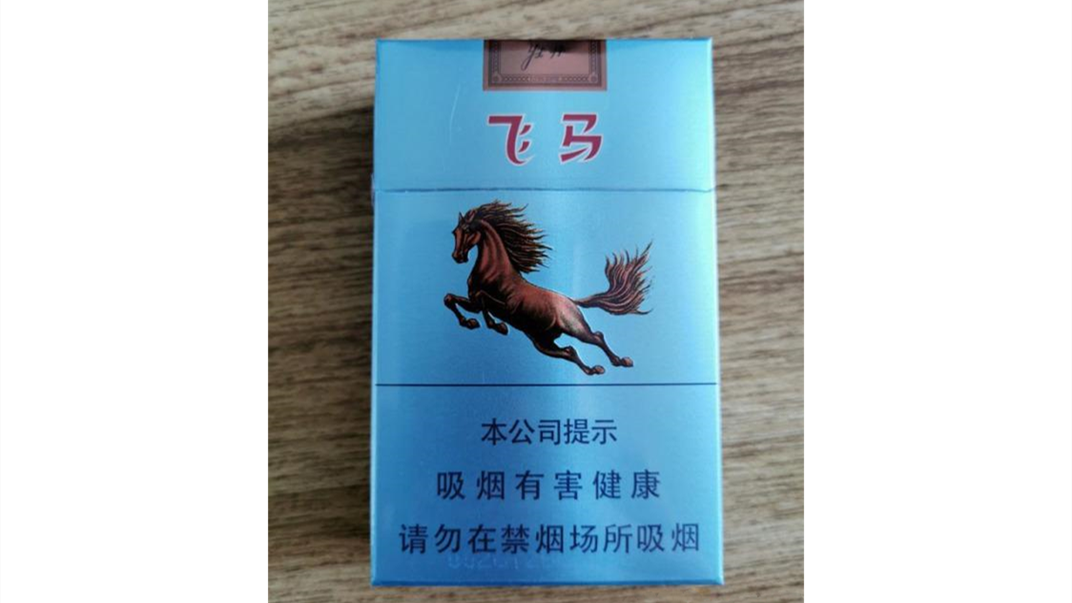 飞马
本公司提示
吸烟有害健康
请勿在禁烟场所吸烟